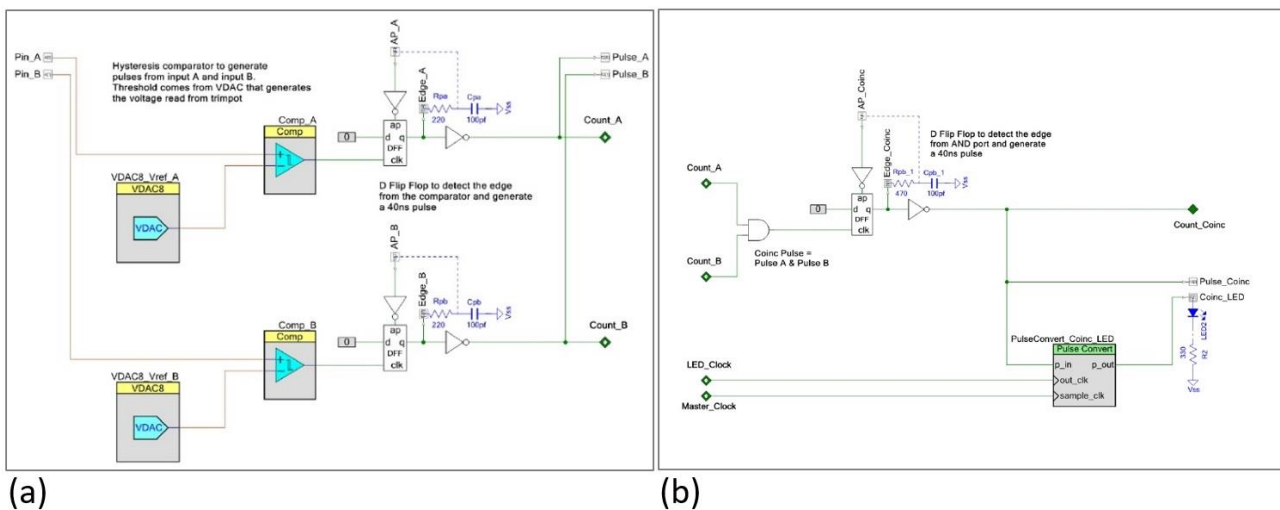 Pin_A
Pin_B
Hysteresis comparator to generate
pulses from input A and input B.
Threshold comes from VDAC that generates
the voltage read from trimpot
AP_A
Edge_A
Rpa
220
Cpa
100pf
Vss
Pulse_A
Pulse_B
Comp_A
Comp
0
ap
d q
DFF
clk
Count_A
VDAC8_Vref_A
VDAC8
VDAC
D Flip Flop to detect the edge
from the comparator and generate
a 40ns pulse
AP_B
Edge_B
Rpb
220
Cpb
100pf
Vss
Comp_B
Comp
0
ap
d q
DFF
clk
Count_B
VDAC8_Vref_B
VDAC8
VDAC
(a)
AP_Coinc
Edge_Coinc
D Flip Flop to detect the edge
from AND port and generate
a 40ns pulse
Rpb_1
470
Cpb_1
100pf
Vss
Count_A
0
ap
d q
DFF
clk
Count_Coinc
Count_B
Coinc Pulse =
Pulse A & Pulse B
Pulse_Coinc
Coinc_LED
LED2
330
R2
Vss
PulseConvert_Coinc_LED
Pulse Convert
p_in p_out
out_clk
sample_clk
LED_Clock
Master_Clock
(b)